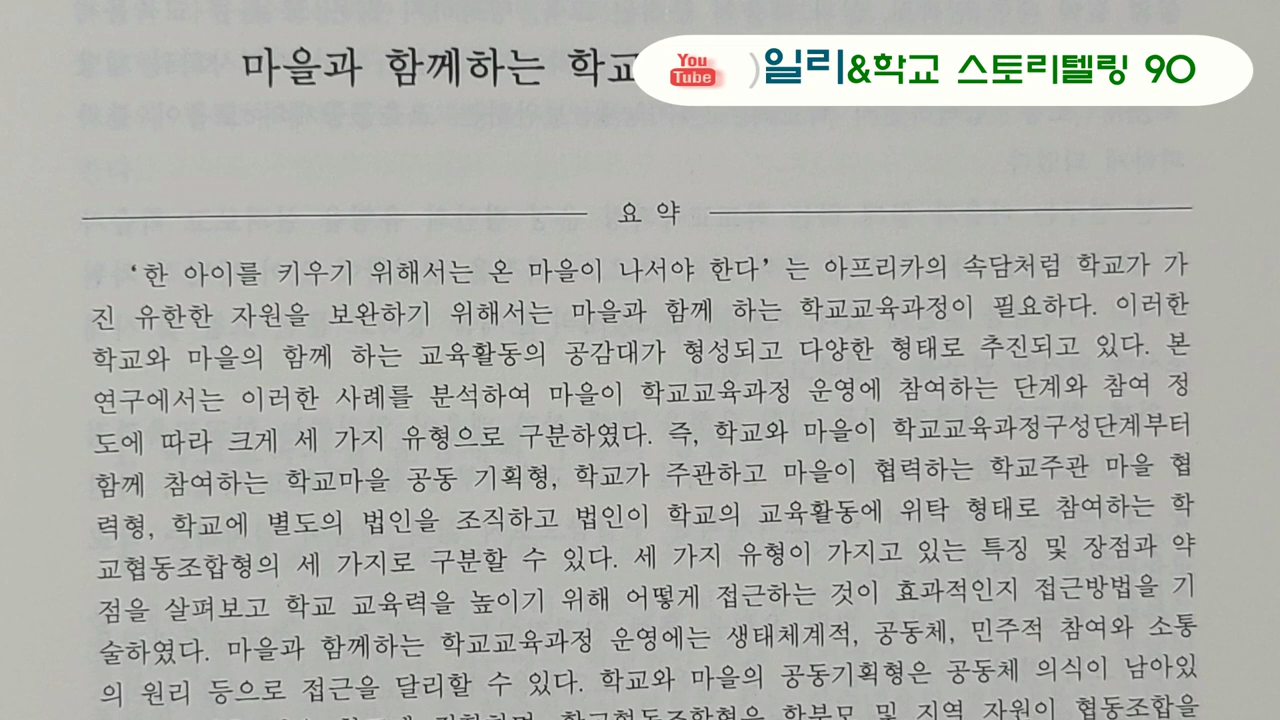 마을과 함께하는 학교
You Tube )일리&학교 스토리텔링 90
요 약
‘한 아이를 키우기 위해서는 온 마을이 나서야 한다’ 는 아프리카의 속담처럼 학교가 가
진 유한한 자원을 보완하기 위해서는 마을과 함께 하는 학교교육과정이 필요하다. 이러한
학교와 마을의 함께 하는 교육활동의 공감대가 형성되고 다양한 형태로 추진되고 있다. 본
연구에서는 이러한 사례를 분석하여 마을이 학교교육과정 운영에 참여하는 단계와 참여 정
도에 따라 크게 세 가지 유형으로 구분하였다. 즉, 학교와 마을이 학교교육과정구성단계부터
함께 참여하는 학교마을 공동 기획형, 학교가 주관하고 마을이 협력하는 학교주관 마을 협
력형, 학교에 별도의 법인을 조직하고 법인이 학교의 교육활동에 위탁 형태로 참여하는 학
교협동조합형의 세 가지로 구분할 수 있다. 세 가지 유형이 가지고 있는 특징 및 장점과 약
점을 살펴보고 학교 교육력을 높이기 위해 어떻게 접근하는 것이 효과적인지 접근방법을 기
술하였다. 마을과 함께하는 학교교육과정 운영에는 생태체계적, 공동체, 민주적 참여와 소통
의 원리 등으로 접근을 달리할 수 있다. 학교와 마을의 공동기획형은 공동체 의식이 남아있
학교협동조합형은 학부모 및 지역 자원이 협동조합을